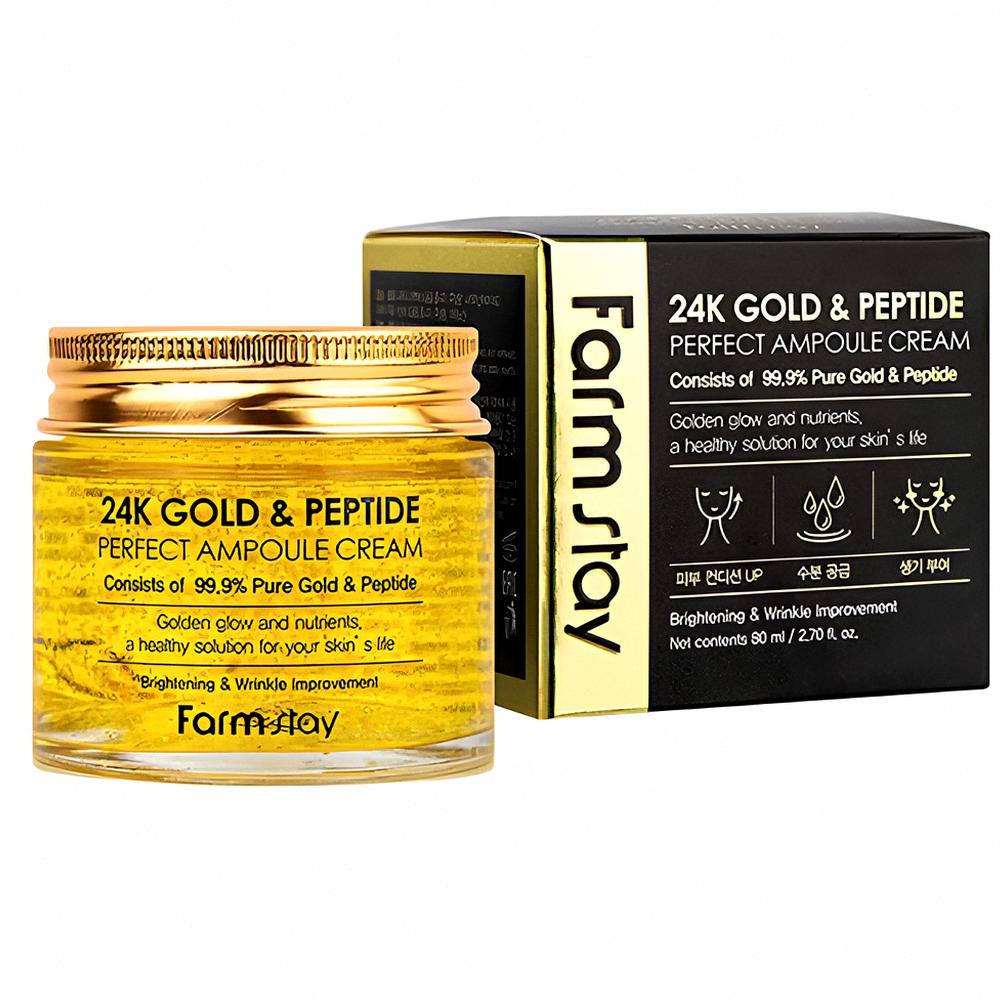 24K GOLD & PEPTIDE
PERFECT AMPOULE CREAM
Consists of 99.9% Pure Gold & Peptide
Golden glow and nutrients,
a healthy solution for your skin's life
Brightening & Wrinkle Improvement
Farmstay
Farmstay
24K GOLD & PEPTIDE
PERFECT AMPOULE CREAM
Consists of 99.9% Pure Gold & Peptide
Golden glow and nutrients,
a healthy solution for your skin's life
피부 컨디션 UP 수분 공급 생기 부여
Brightening & Wrinkle Improvement
Net contents 80 ml / 2.70 fl. oz.